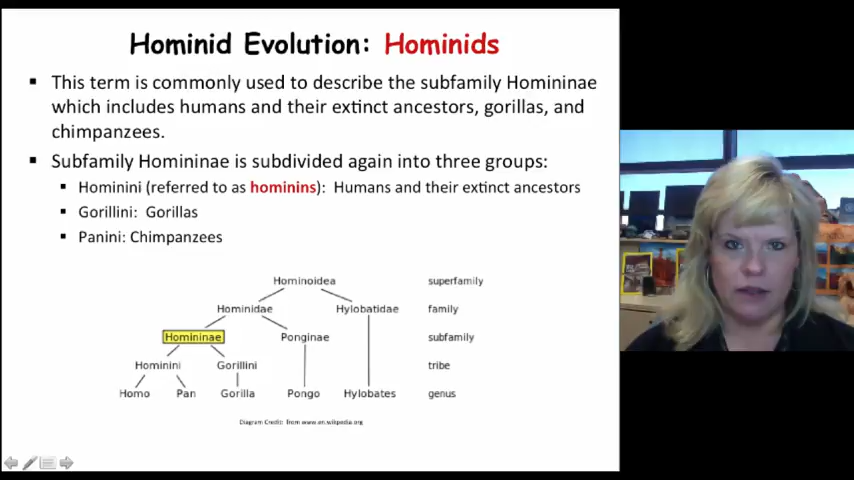 Hominid Evolution: Hominids
▪ This term is commonly used to describe the subfamily Homininae
which includes humans and their extinct ancestors, gorillas, and
chimpanzees.
▪ Subfamily Homininae is subdivided again into three groups:
▪ Hominini (referred to as hominins): Humans and their extinct ancestors
▪ Gorillini: Gorillas
▪ Panini: Chimpanzees
Hominoidea superfamily
Hominidae Hylobatidae family
Homininae Ponginae subfamily
Hominini Gorillini tribe
Homo Pan Gorilla Pongo Hylobates genus
Diagram Credit: from www.en.wikipedia.org